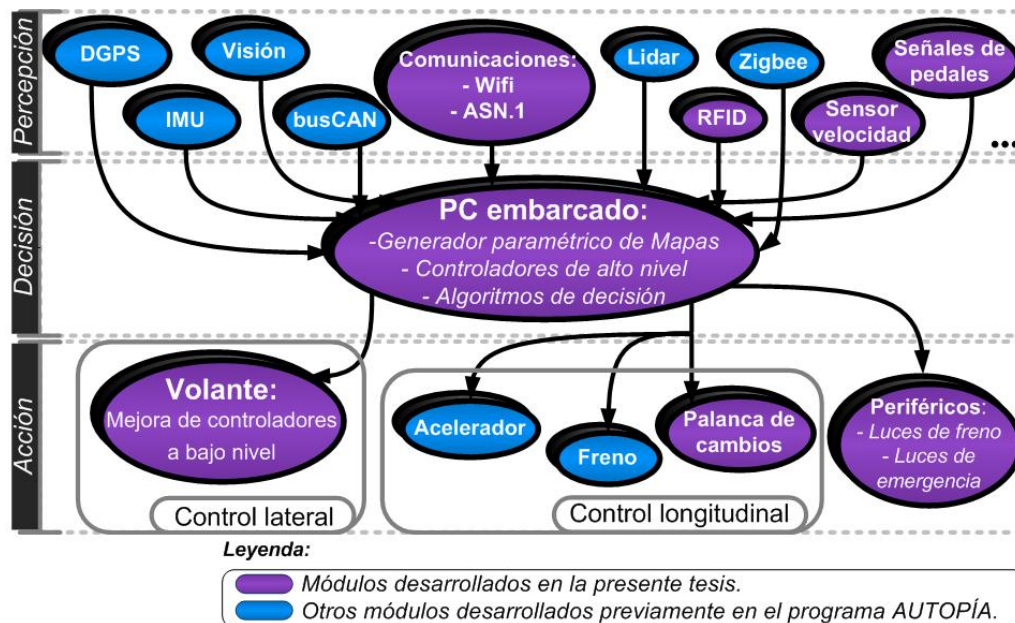 Percepción
DGPS
Visión
IMU
busCAN
Comunicaciones:
- Wifi
- ASN.1
Lidar
RFID
Zigbee
Sensor
velocidad
Señales de
pedales
...
Decisión
PC embarcado:
-Generador paramétrico de Mapas
- Controladores de alto nivel
- Algoritmos de decisión
Acción
Volante:
Mejora de controladores
a bajo nivel
Control lateral
Acelerador
Freno
Palanca de
cambios
Control longitudinal
Periféricos:
- Luces de freno
- Luces de
emergencia
Leyenda:
Módulos desarrollados en la presente tesis.
Otros módulos desarrollados previamente en el programa AUTOPÍA.